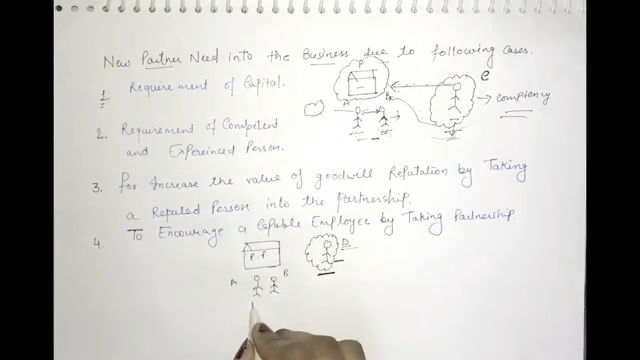 New Partner Need into the Business due to following Cases.
1 Requirement of Capital.
P
A
B
C
→ Comptency
2. Requirement of Competent
and Expereinced Person.
3. For Increase the value of goodwill Reputation by Taking
a Reputed Person into the Partnership.
4. To Encourage a Capable Employee by Taking Partnership.
P.f
D
A
B